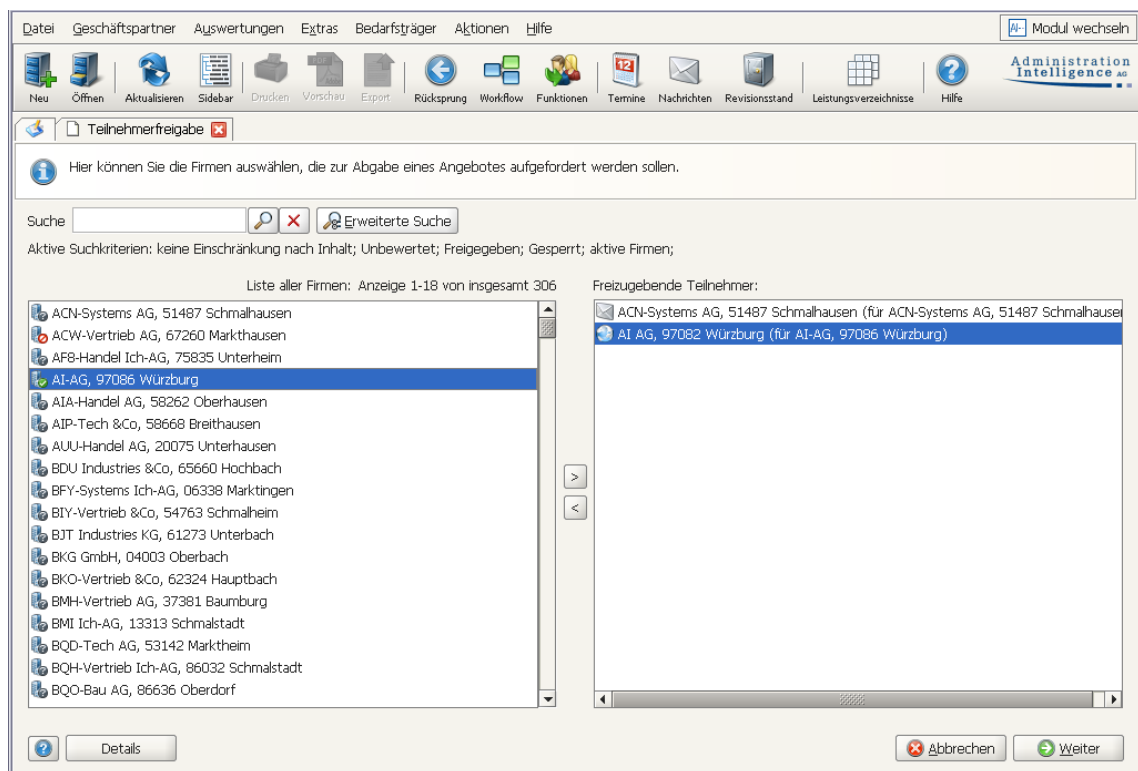 Datei Geschäftspartner Auswertungen Extras Bedarfsträger Aktionen Hilfe
AI- Modul wechseln
Neu Öffnen Aktualisieren Sidebar Drucken Vorschau Export Rücksprung Workflow Funktionen 12 Termine Nachrichten Revisionsstand Leistungsverzeichnisse Hilfe
Administration
Intelligence AG
Teilnehmerfreigabe
Hier können Sie die Firmen auswählen, die zur Abgabe eines Angebotes aufgefordert werden sollen.
Suche Erweiterte Suche
Aktive Suchkriterien: keine Einschränkung nach Inhalt; Unbewertet; Freigegeben; Gesperrt; aktive Firmen;
Liste aller Firmen: Anzeige 1-18 von insgesamt 306
ACN-Systems AG, 51487 Schmalhausen
ACW-Vertrieb AG, 67260 Markthausen
AF8-Handel Ich-AG, 75835 Unterheim
AI-AG, 97086 Würzburg
AIA-Handel AG, 58262 Oberhausen
AIP-Tech &Co, 58668 Breithausen
AUU-Handel AG, 20075 Unterhausen
BDU Industries &Co, 65660 Hochbach
BFY-Systems Ich-AG, 06338 Marktingen
BIY-Vertrieb &Co, 54763 Schmalheim
BJT Industries KG, 61273 Unterbach
BKG GmbH, 04003 Oberbach
BKO-Vertrieb &Co, 62324 Hauptbach
BMH-Vertrieb AG, 37381 Baumburg
BMI Ich-AG, 13313 Schmalstadt
BQD-Tech AG, 53142 Marktheim
BQH-Vertrieb Ich-AG, 86032 Schmalstadt
BQO-Bau AG, 86636 Oberdorf
>
<
Freizugebende Teilnehmer:
ACN-Systems AG, 51487 Schmalhausen (für ACN-Systems AG, 51487 Schmalhausen
AI AG, 97082 Würzburg (für AI-AG, 97086 Würzburg)
? Details Abbrechen Weiter